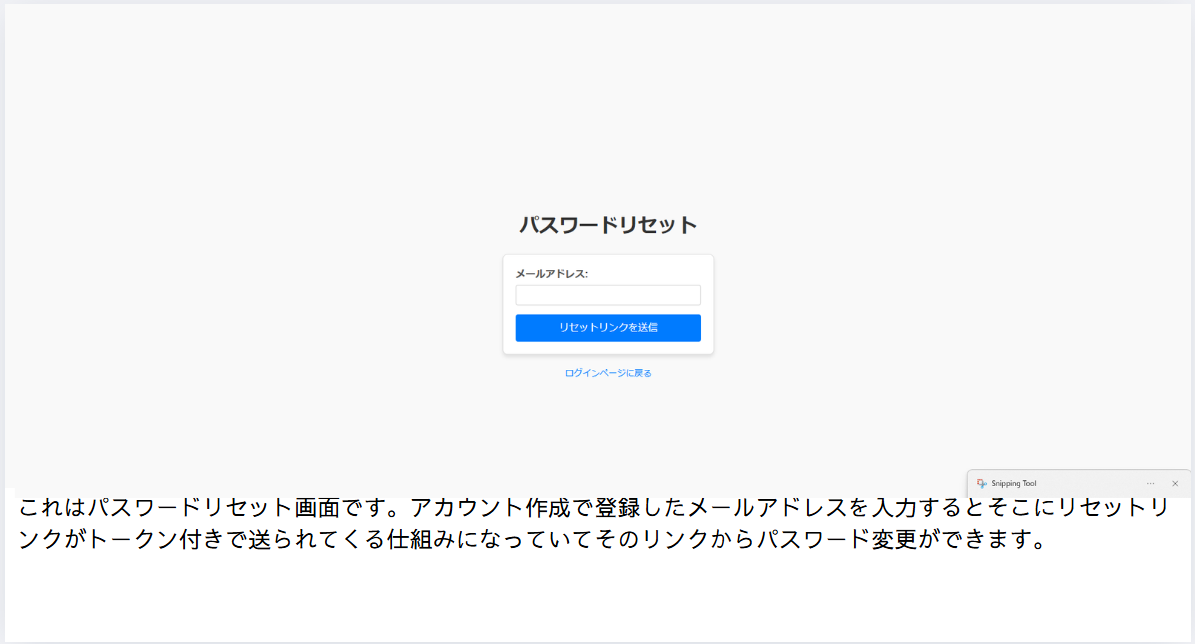 パスワードリセット
メールアドレス:
リセットリンクを送信
ログインページに戻る
Snipping Tool
これはパスワードリセット画面です。アカウント作成で登録したメールアドレスを入力するとそこにリセットリ
ンクがトークン付きで送られてくる仕組みになっていてそのリンクからパスワード変更ができます。